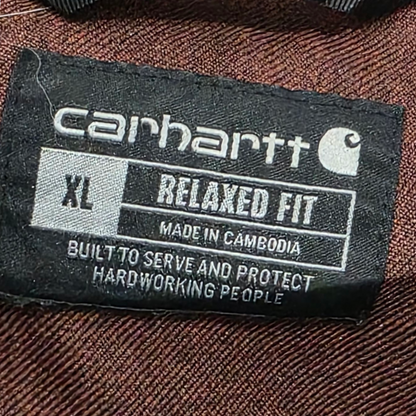 carhartt
XL
RELAXED FIT
MADE IN CAMBODIA
BUILT TO SERVE AND PROTECT
HARDWORKING PEOPLE